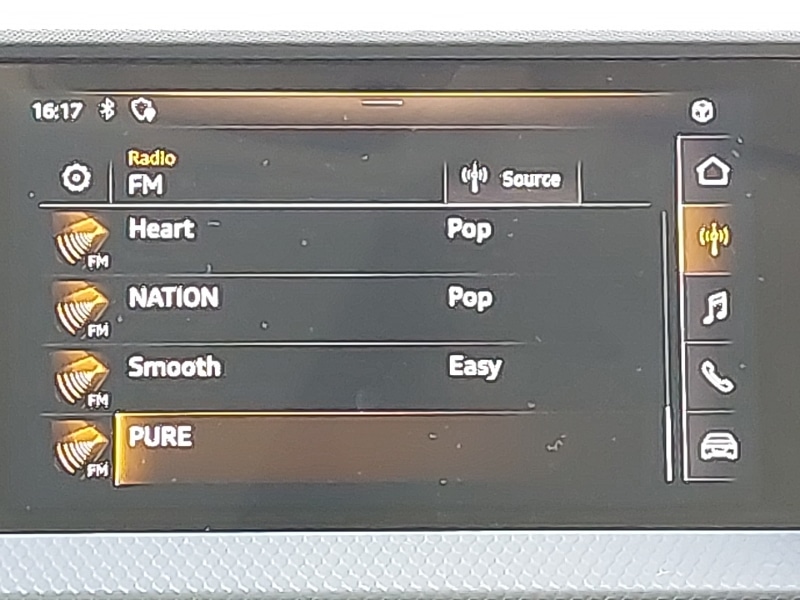 16:17
Radio
FM Source
Heart Pop
FM
NATION Pop
FM
Smooth Easy
FM
PURE
FM